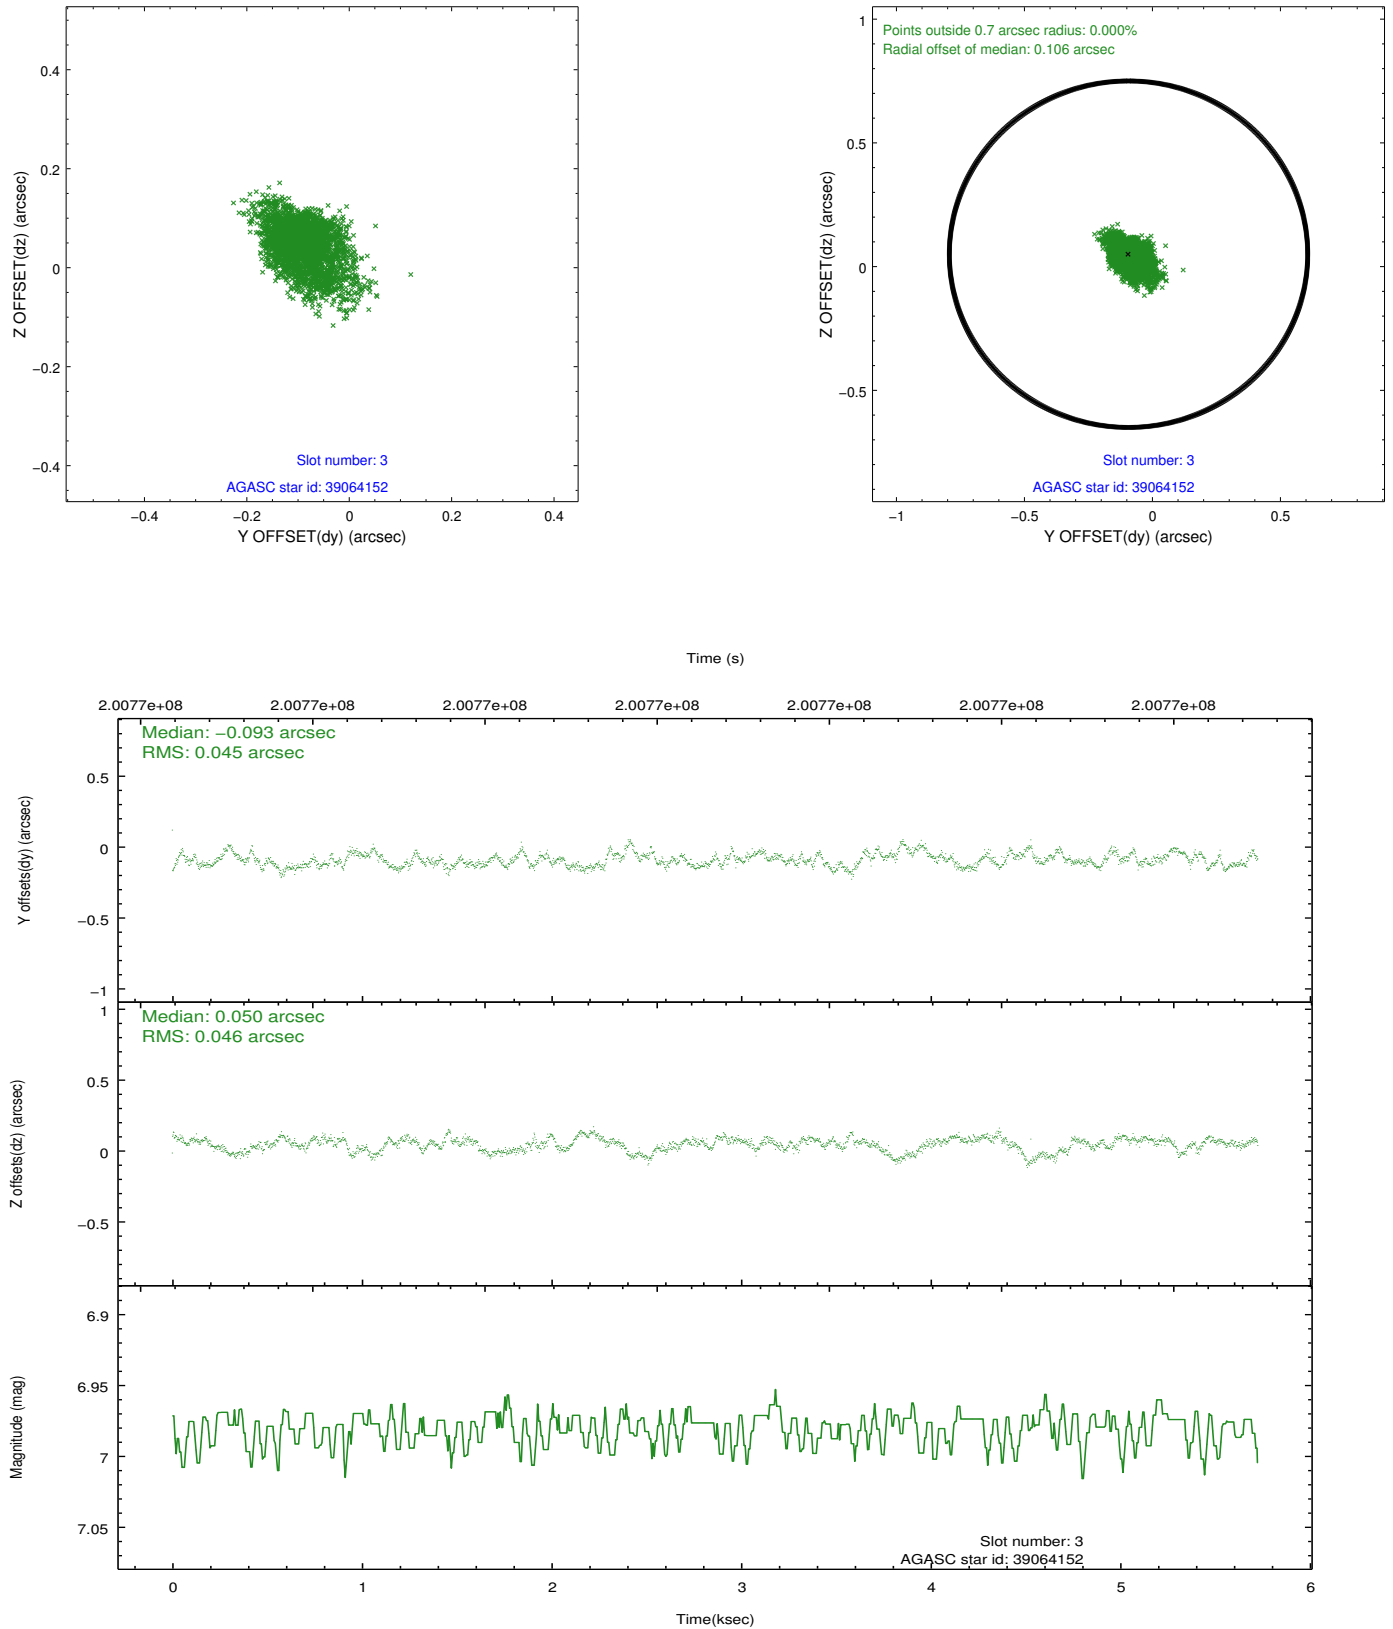 0.4
0.2
0
−0.2
−0.4
Z OFFSET(dz) (arcsec)
−0.4
−0.2
0
0.2
0.4
Y OFFSET(dy) (arcsec)
Slot number: 3
AGASC star id: 39064152
Points outside 0.7 arcsec radius: 0.000%
Radial offset of median: 0.106 arcsec
1
0.5
0
−0.5
Z OFFSET(dz) (arcsec)
−1
−0.5
0
0.5
Y OFFSET(dy) (arcsec)
Slot number: 3
AGASC star id: 39064152
Time (s)
2.0077e+08 2.0077e+08 2.0077e+08 2.0077e+08 2.0077e+08 2.0077e+08 2.0077e+08
Median: −0.093 arcsec
RMS: 0.045 arcsec
0.5
0
−0.5
−1
Y offsets(dy) (arcsec)
Median: 0.050 arcsec
RMS: 0.046 arcsec
1
0.5
0
−0.5
Z offsets(dz) (arcsec)
6.9
6.95
7
7.05
Magnitude (mag)
Slot number: 3
AGASC star id: 39064152
0 1 2 3 4 5 6
Time(ksec)